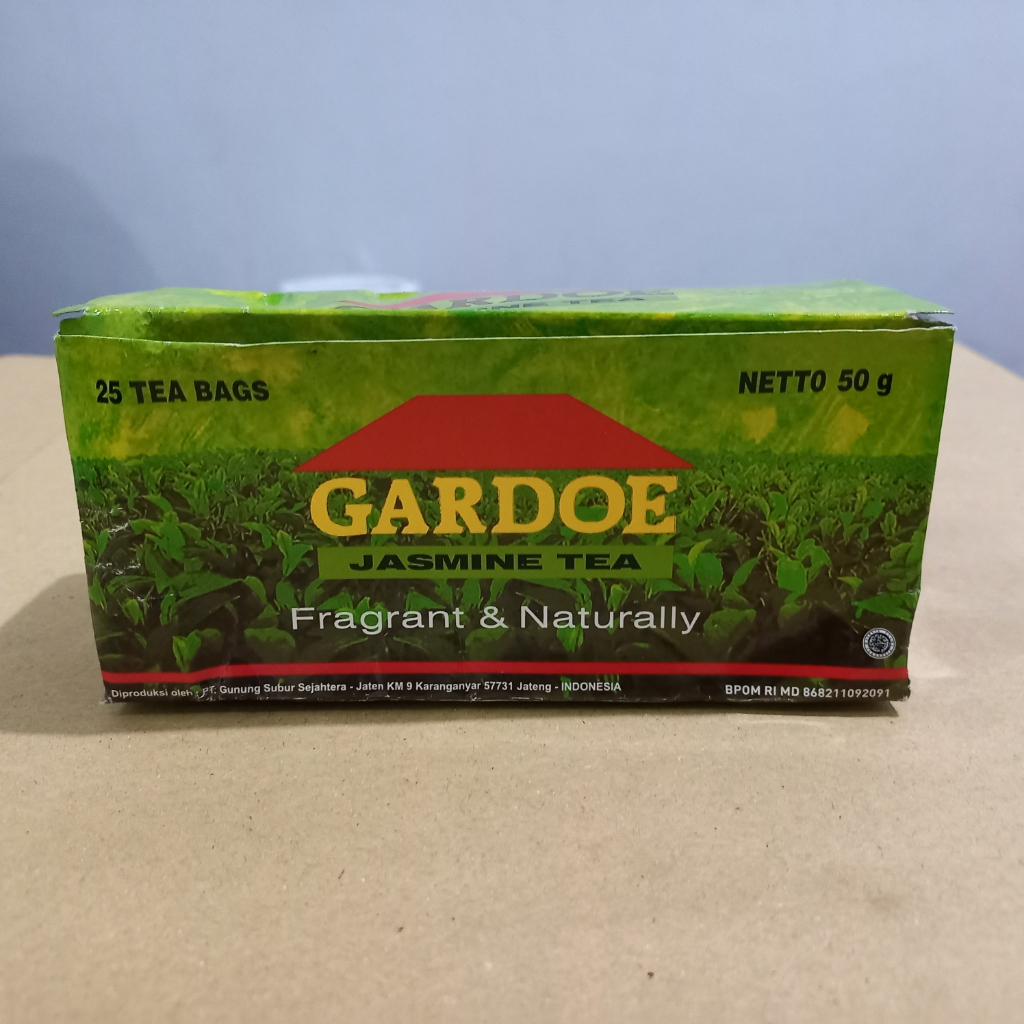 25 TEA BAGS
NETTO 50 g
GARDOE
JASMINE TEA
Fragrant & Naturally
Diproduksi oleh : PT. Gunung Subur Sejahtera - Jaten KM 9 Karanganyar 57731 Jateng - INDONESIA
BPOM RI MD 868211092091